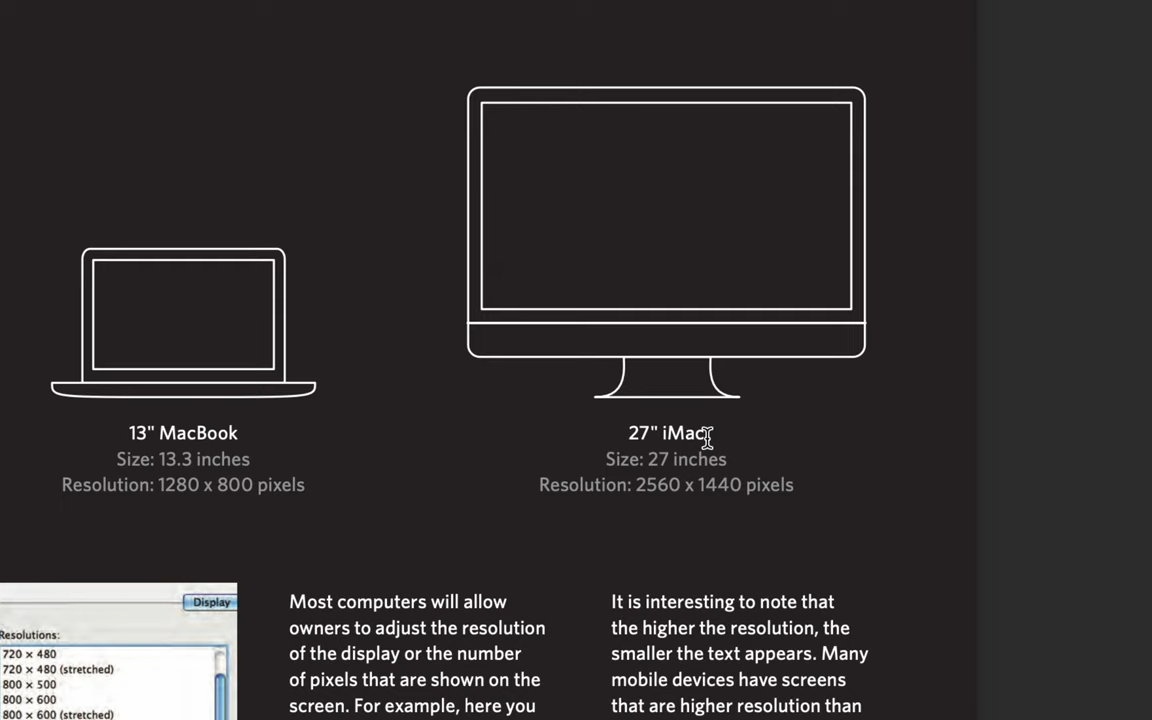 13" MacBook
Size: 13.3 inches
Resolution: 1280 x 800 pixels
27" iMac
Size: 27 inches
Resolution: 2560 x 1440 pixels
Display
Resolutions:
720 × 480
720 × 480 (stretched)
800 × 500
800 × 600
800 × 600 (stretched)
Most computers will allow
owners to adjust the resolution
of the display or the number
of pixels that are shown on the
screen. For example, here you
It is interesting to note that
the higher the resolution, the
smaller the text appears. Many
mobile devices have screens
that are higher resolution than